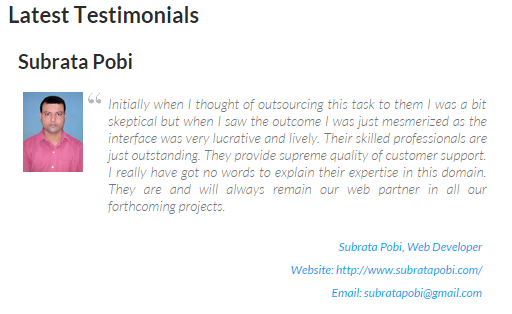 Latest Testimonials
Subrata Pobi
“ Initially when I thought of outsourcing this task to them I was a bit
skeptical but when I saw the outcome I was just mesmerized as the
interface was very lucrative and lively. Their skilled professionals are
just outstanding. They provide supreme quality of customer support.
I really have got no words to explain their expertise in this domain.
They are and will always remain our web partner in all our
forthcoming projects.
Subrata Pobi, Web Developer
Website: http://www.subratapobi.com/
Email: subratapobi@gmail.com